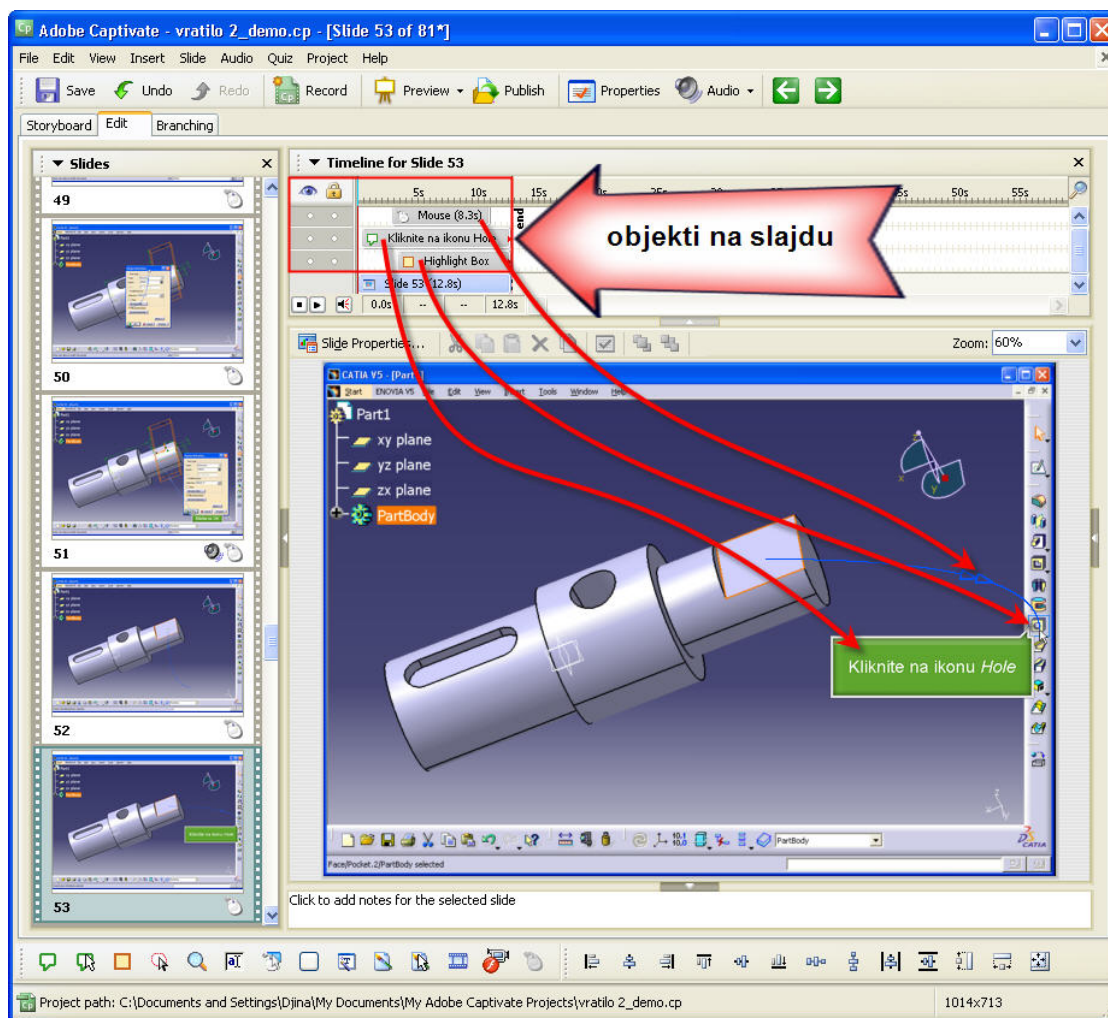 Adobe Captivate - vratilo 2_demo.cp - [Slide 53 of 81*]
File Edit View Insert Slide Audio Quiz Project Help
Save Undo Redo Record Preview Publish Properties Audio
Storyboard Edit Branching
Slides
49
50
51
52
53
Timeline for Slide 53
5s 10s 15s 50s 55s
Mouse (8.3s)
end
Kliknite na ikonu Hole
Highlight Box
Slide 53 (12.8s)
0.0s -- -- 12.8s
objekti na slajdu
Slide Properties... Zoom: 60%
CATIA V5 - [Part
Start ENOVIA V5 File Edit View Insert Tools Window Help
Part1
xy plane
yz plane
zx plane
PartBody
Kliknite na ikonu Hole
PartBody
CATIA
Face/Pocket.2/PartBody selected
Click to add notes for the selected slide
Project path: C:\Documents and Settings\Djina\My Documents\My Adobe Captivate Projects\vratilo 2_demo.cp 1014x713